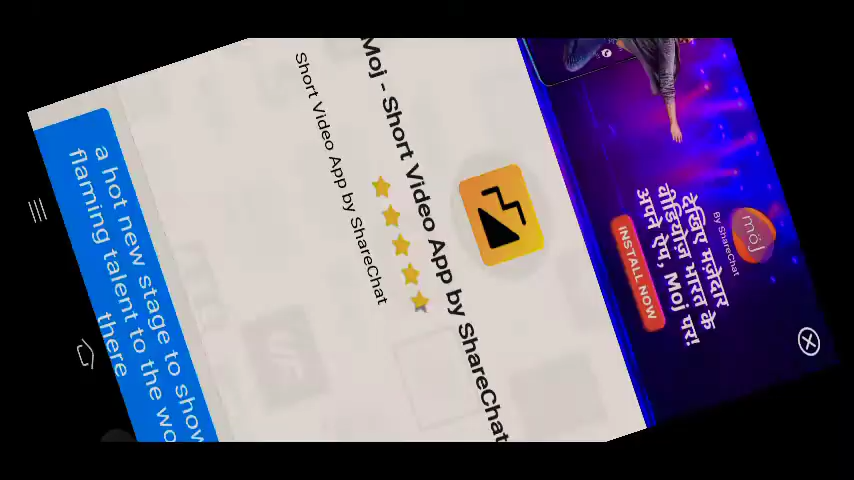 möj
By ShareChat
देखिए मज़ेदार
वीडियोज़ भारत के
अपने ऐप, Moj पर!
INSTALL NOW
Moj - Short Video App by ShareChat
Short Video App by ShareChat
a hot new stage to show
flaming talent to the wo
there